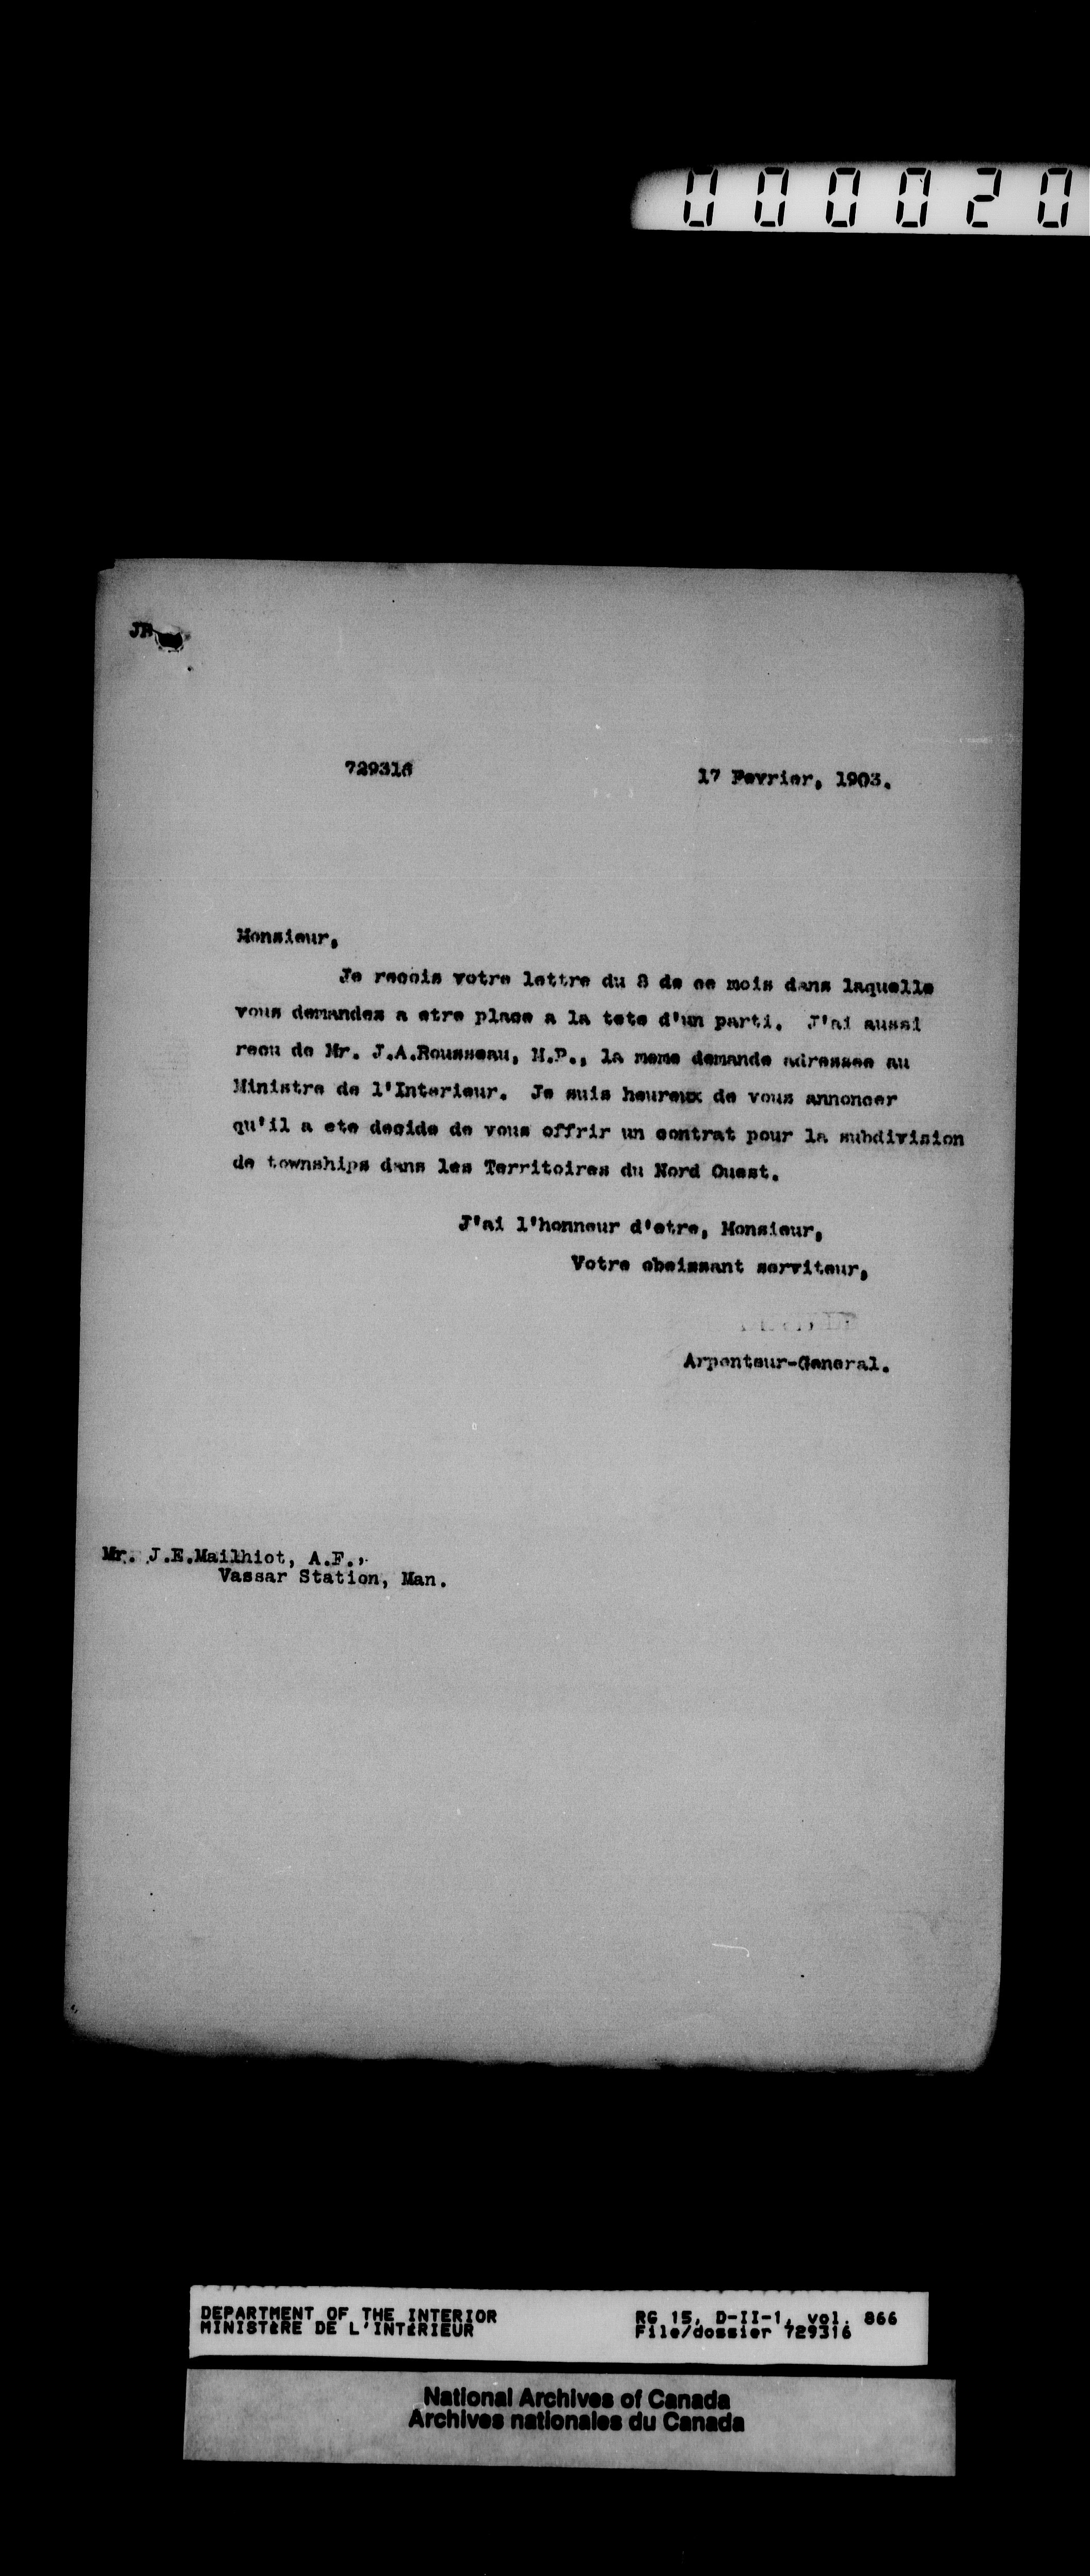 000020
JR
729316
17 Fevrier, 1903.
Monsieur,
Je recois votre lettre du 8 de ce mois dans laquelle
vous demandez a etre place a la tete d'un parti. J'ai aussi
recu de Mr. J.A.Rousseau, M.P., la meme demande adressee au
Ministre de l'Interieur. Je suis heureux de vous annoncer
qu'il a ete decide de vous offrir un contrat pour la subdivision
de townships dans les Territoires du Nord Ouest.
J'ai l'honneur d'etre, Monsieur,
Votre obeissant serviteur,
Arpenteur-General.
Mr. J.E.Mailhiot, A.F.,
Vassar Station, Man.
DEPARTMENT OF THE INTERIOR
MINISTÈRE DE L'INTÉRIEUR
RG 15, D-II-1, vol. 866
File/dossier 729316
National Archives of Canada
Archives nationales du Canada